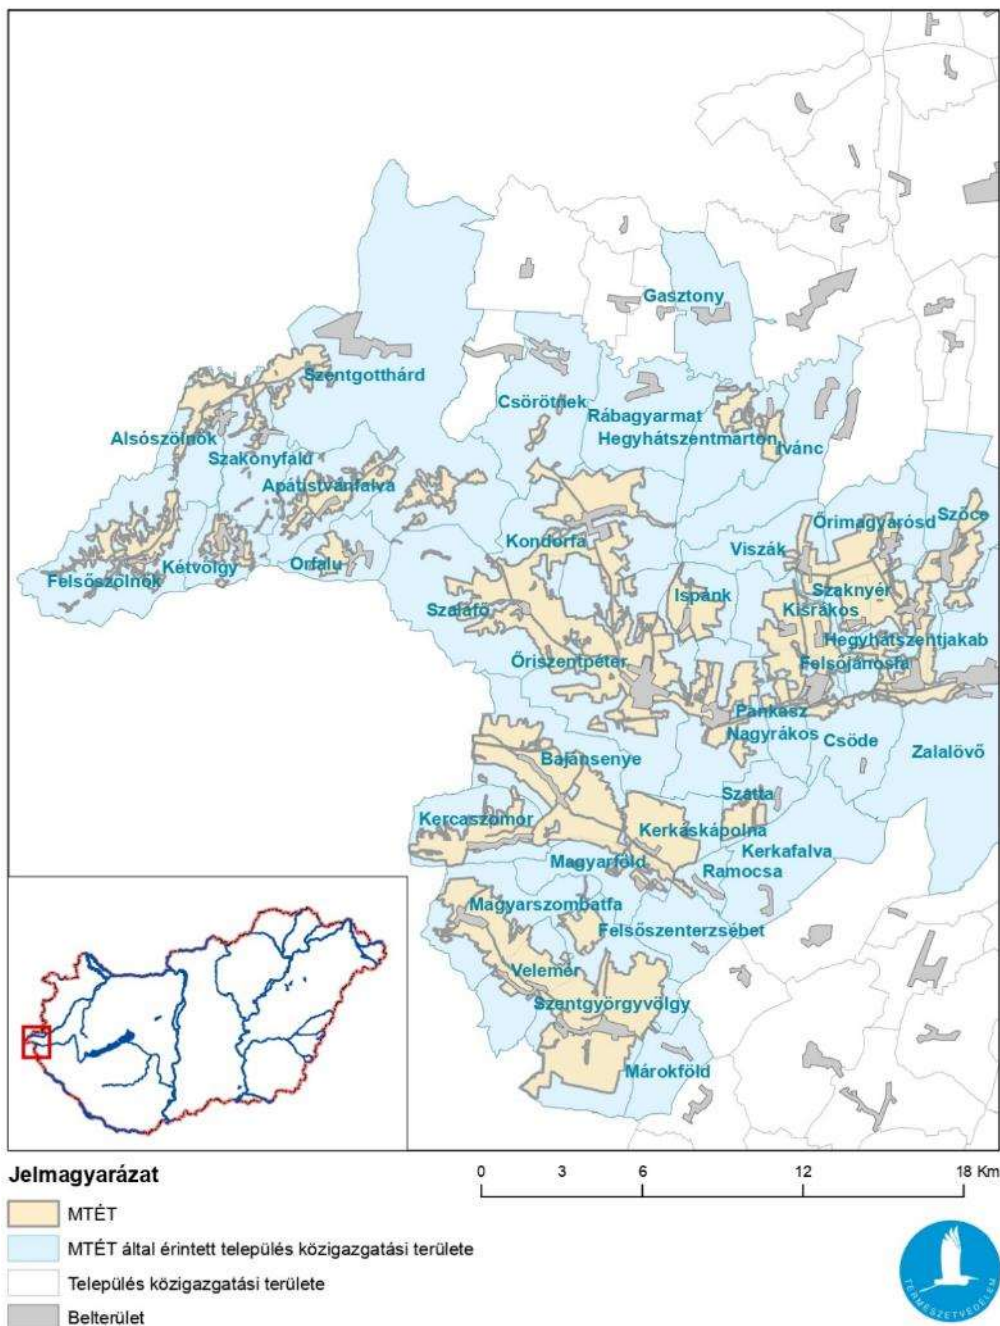 Gasztony
Szentgotthárd
Csörötnek
Rábagyarmat
Hegyhátszentmárton
Ivánc
Alsószölnök
Szakonyfalu
Apátistvánfalva
Kondorfa
Őrimagyarósd
Szőce
Viszák
Felsőszölnök
Kétvölgy
Orfalu
Szalafő
Ispánk
Szaknyér
Kisrákos
Hegyhátszentjakab
Őriszentpéter
Felsőjánosfa
Pankasz
Nagyrákos
Csöde
Zalalövő
Bajánsenye
Szatta
Kercaszomor
Kerkáskápolna
Kerkafalva
Magyarföld
Ramocsa
Magyarszombatfa
Felsőszenterzsébet
Velemér
Szentgyörgyvölgy
Márokföld
Jelmagyarázat
0 3 6 12 18 Km
MTÉT
MTÉT által érintett település közigazgatási területe
Település közigazgatási területe
Belterület
TERMÉSZETVÉDELEM